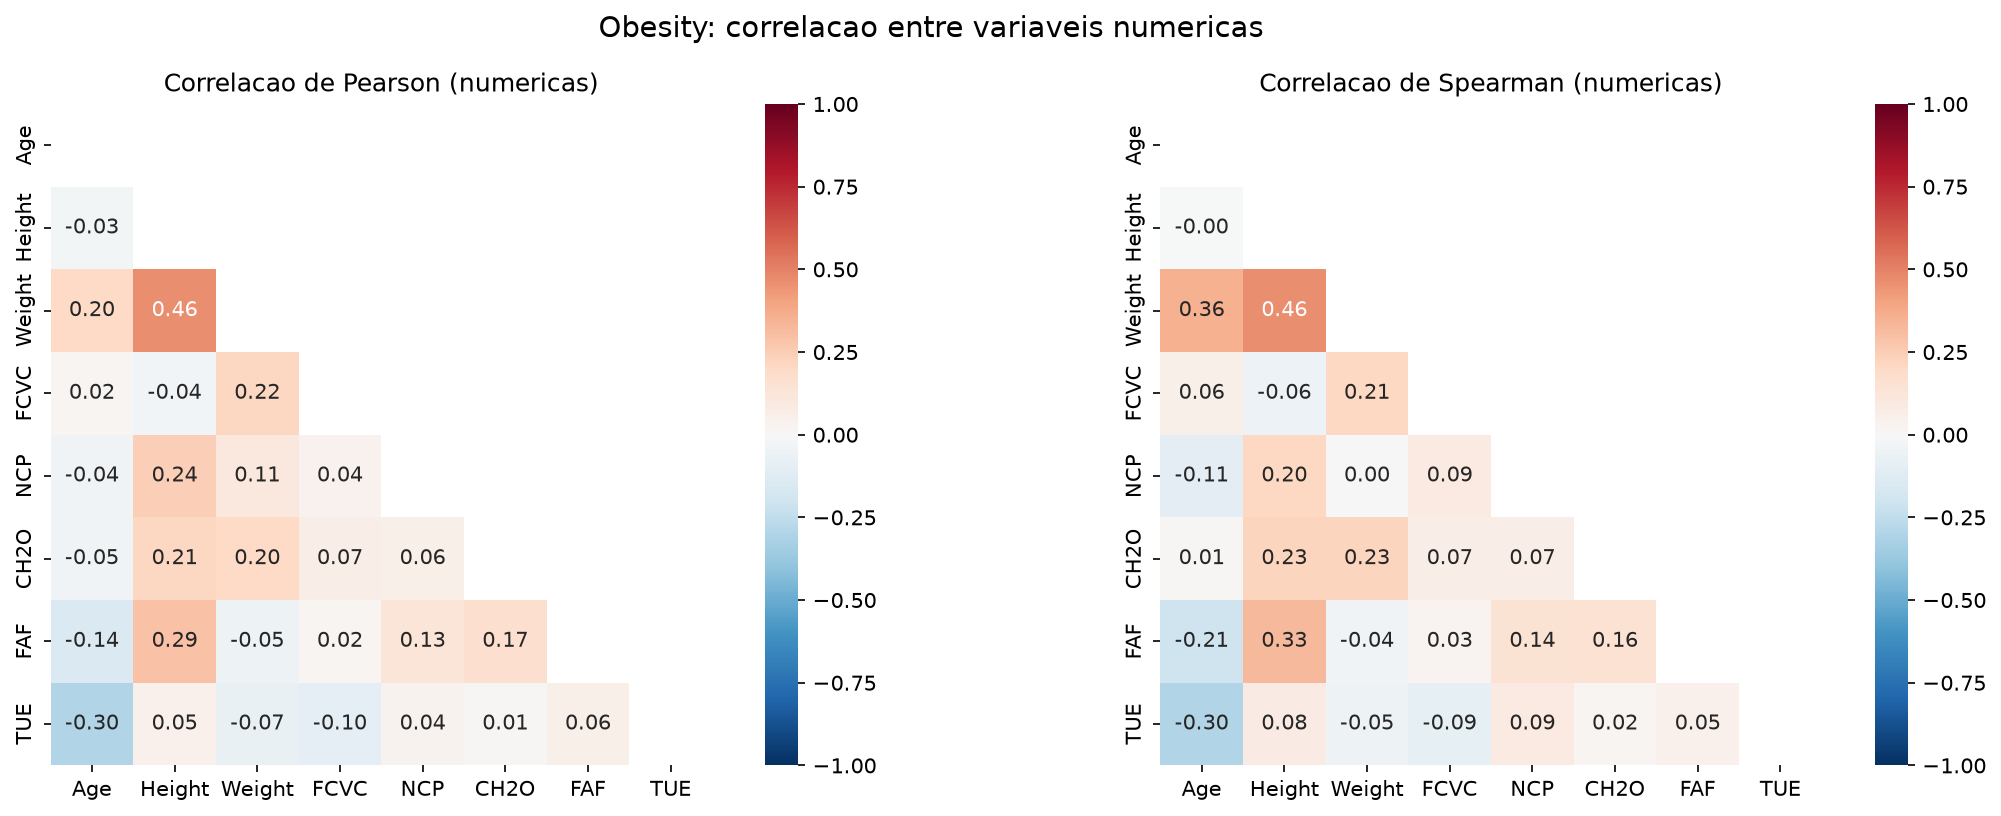 Obesity: correlacao entre variaveis numericas
Correlacao de Pearson (numericas)
Age
Height
Weight
FCVC
NCP
CH2O
FAF
TUE
-0.03
0.20 0.46
0.02 -0.04 0.22
-0.04 0.24 0.11 0.04
-0.05 0.21 0.20 0.07 0.06
-0.14 0.29 -0.05 0.02 0.13 0.17
-0.30 0.05 -0.07 -0.10 0.04 0.01 0.06
Age Height Weight FCVC NCP CH2O FAF TUE
1.00
0.75
0.50
0.25
0.00
−0.25
−0.50
−0.75
−1.00
Correlacao de Spearman (numericas)
Age
Height
Weight
FCVC
NCP
CH2O
FAF
TUE
-0.00
0.36 0.46
0.06 -0.06 0.21
-0.11 0.20 0.00 0.09
0.01 0.23 0.23 0.07 0.07
-0.21 0.33 -0.04 0.03 0.14 0.16
-0.30 0.08 -0.05 -0.09 0.09 0.02 0.05
Age Height Weight FCVC NCP CH2O FAF TUE
1.00
0.75
0.50
0.25
0.00
−0.25
−0.50
−0.75
−1.00